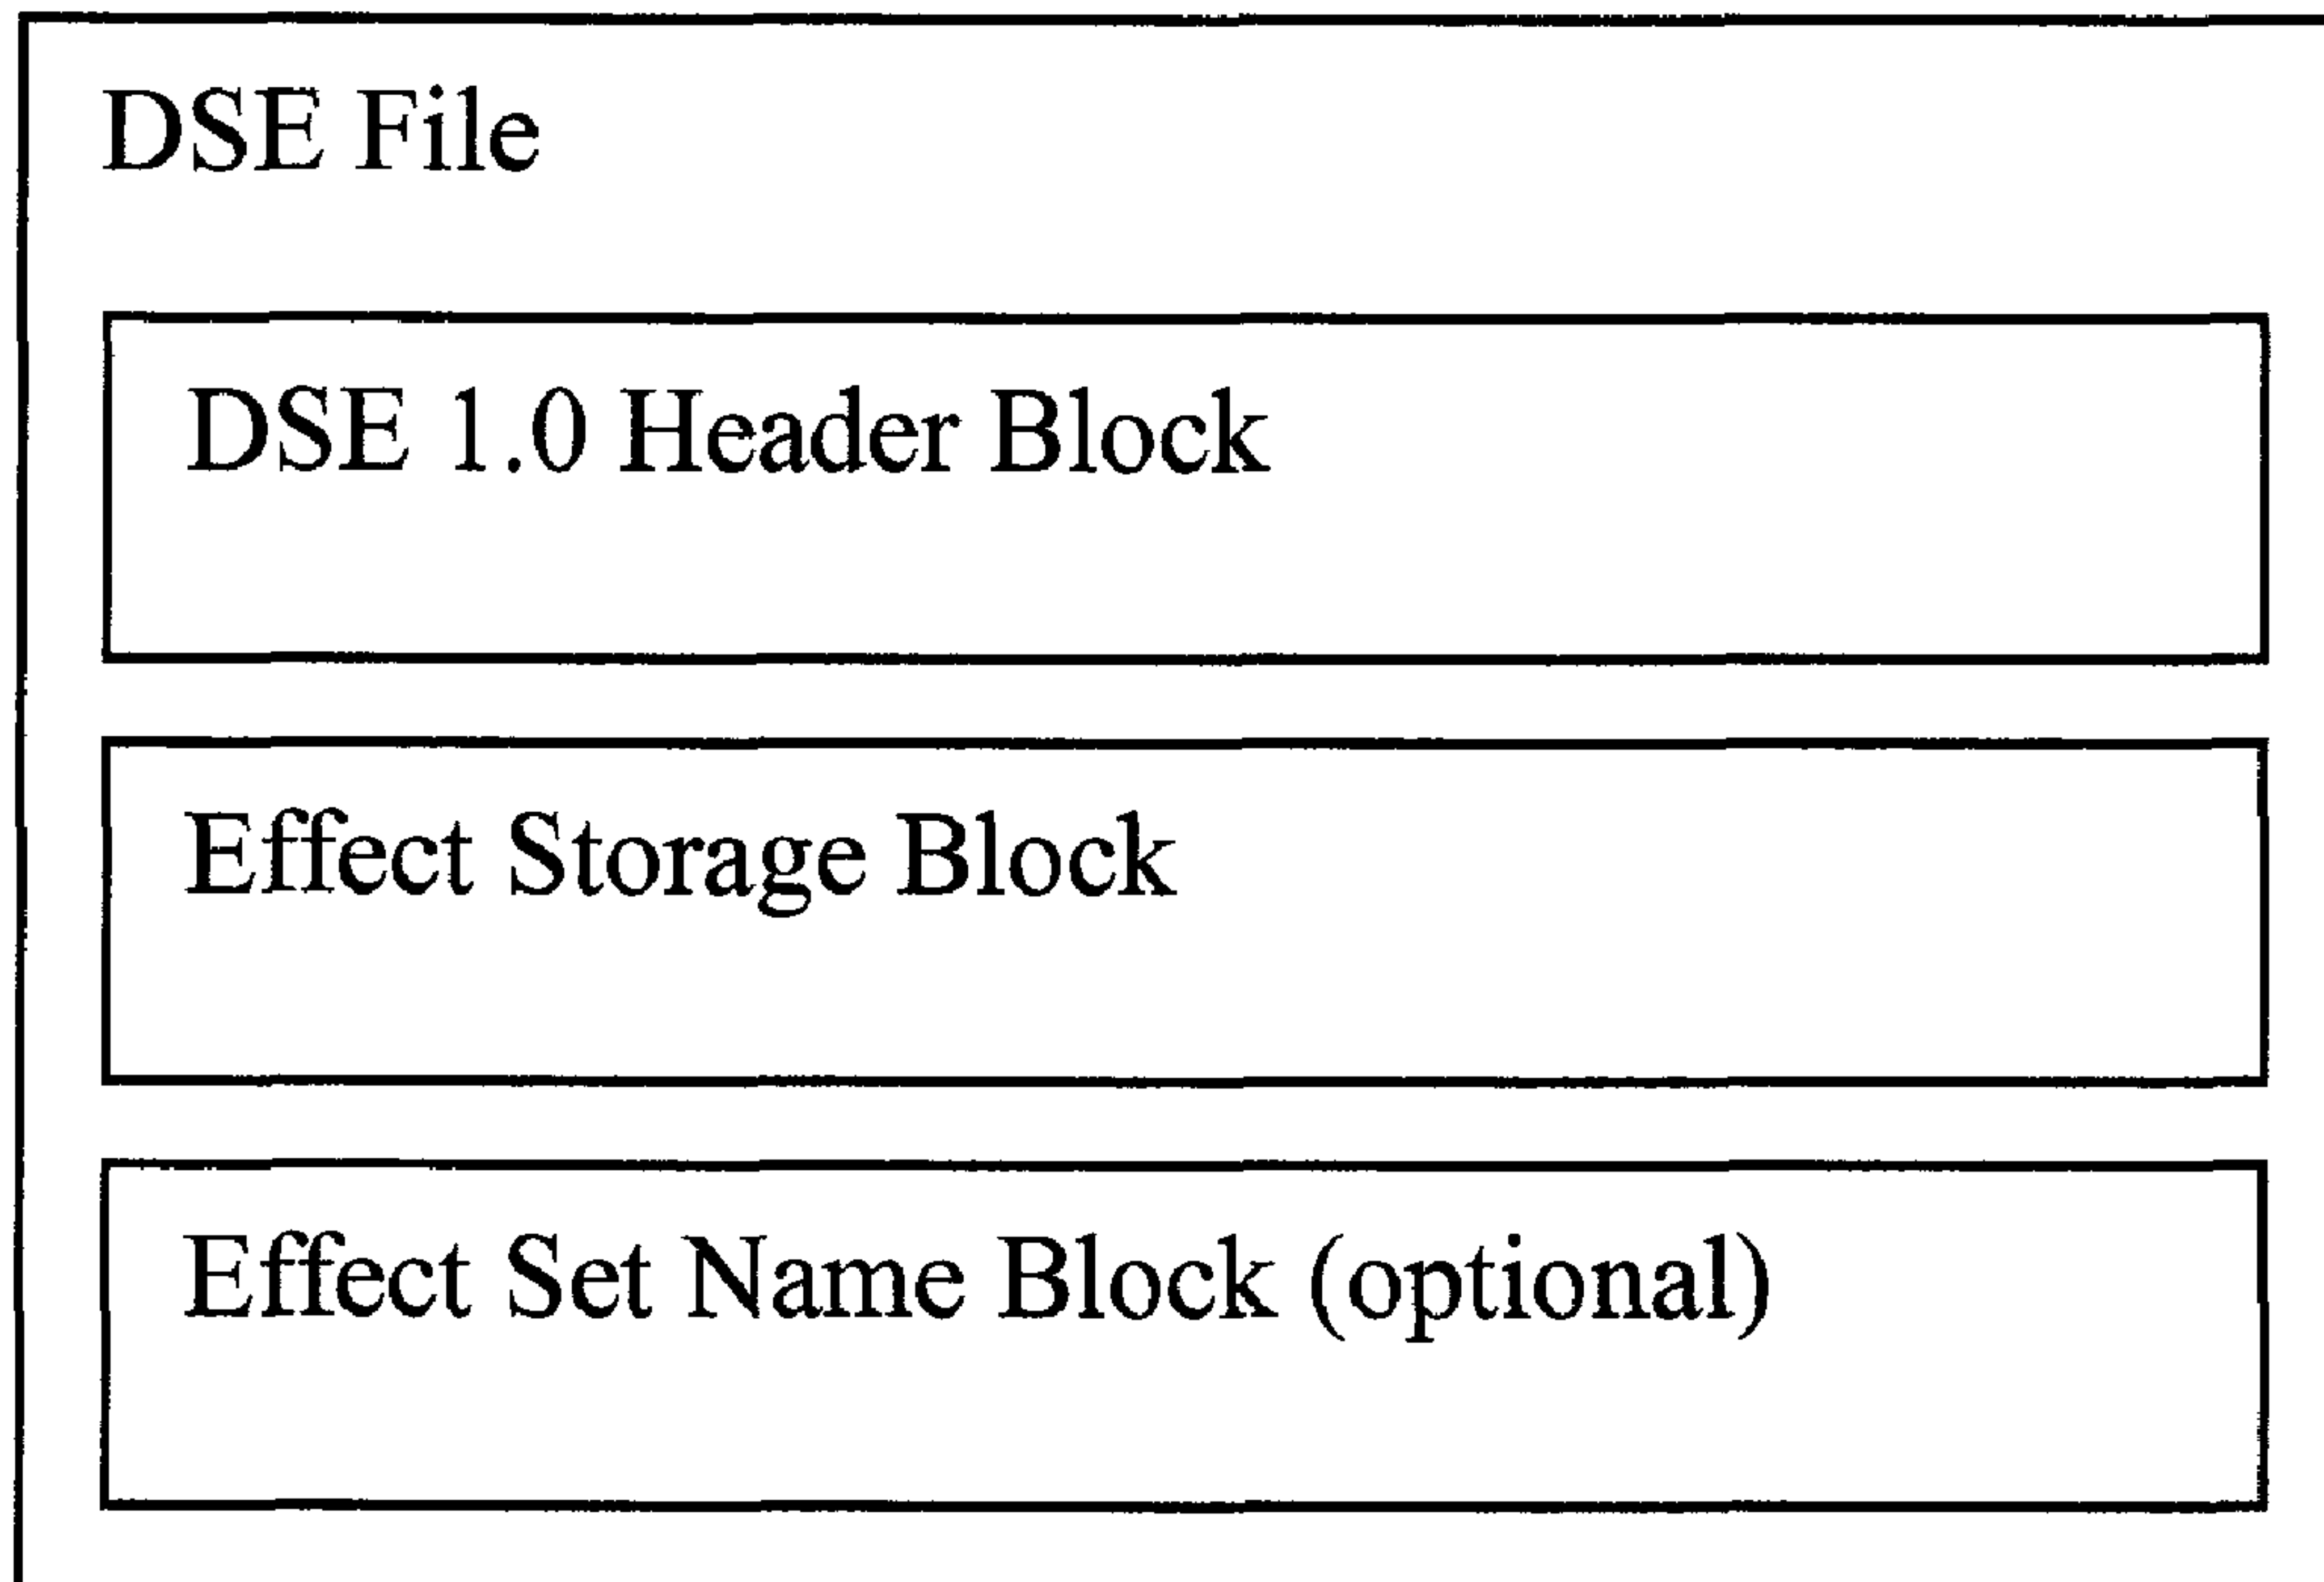 DSE File
DSE 1.0 Header Block
Effect Storage Block
Effect Set Name Block (optional)